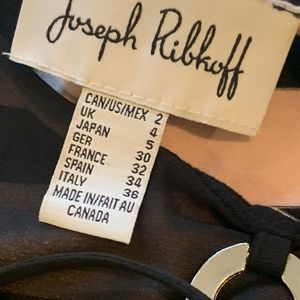 Joseph Ribkoff
CAN/US/MEX 2
UK 4
JAPAN 5
GER 30
FRANCE 32
SPAIN 34
ITALY 36
MADE IN/FAIT AU
CANADA